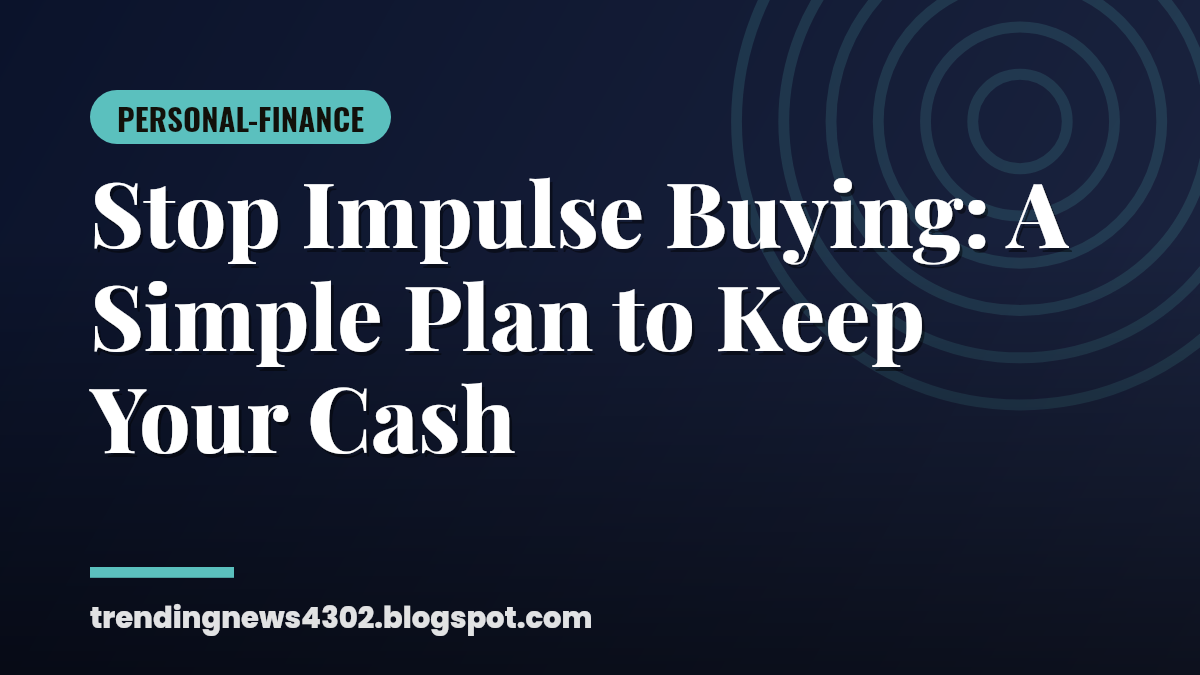 PERSONAL-FINANCE
Stop Impulse Buying: A
Simple Plan to Keep
Your Cash
trendingnews4302.blogspot.com